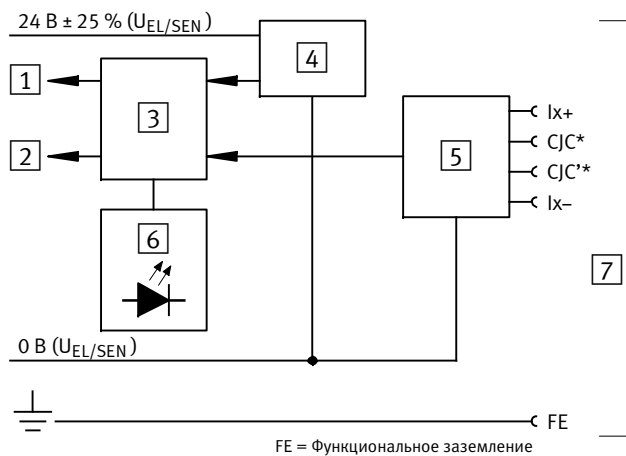 24 В ± 25 % (UEL/SEN)
4
1
3
Ix+
CJC*
2
5
CJC’*
Ix–
6
7
0 В (UEL/SEN)
FE
FE = Функциональное заземление